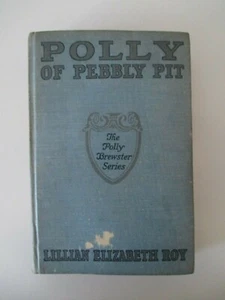 POLLY
OF PEBBLY PIT
The
Polly
Brewster
Series
LILLIAN ELIZABETH ROY